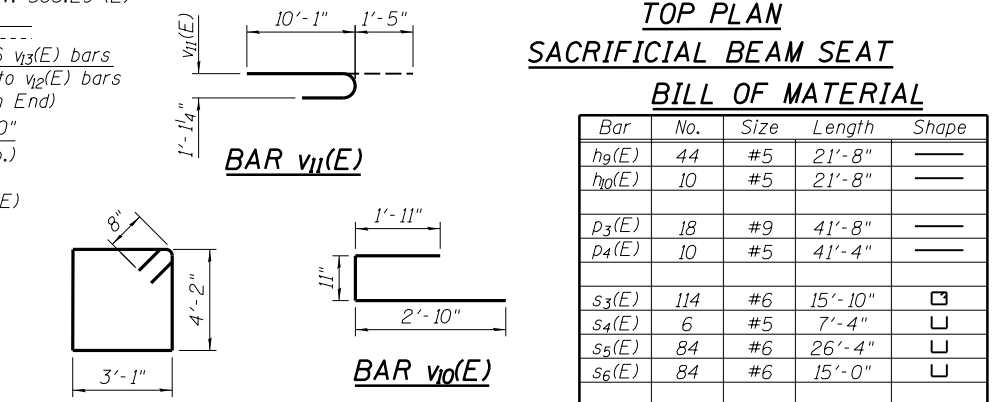 v13(E) bars
to v12(E) bars
End)
10'-1"
1'-5"
v11(E)
1'-1¼"
BAR v11(E)
8"
4'-2"
3'-1"
1'-11"
11"
2'-10"
BAR v10(E)
TOP PLAN
SACRIFICIAL BEAM SEAT
BILL OF MATERIAL
Bar No. Size Length Shape
h9(E) 44 #5 21'-8"
h10(E) 10 #5 21'-8"
p3(E) 18 #9 41'-8"
p4(E) 10 #5 41'-4"
s3(E) 114 #6 15'-10"
s4(E) 6 #5 7'-4"
s5(E) 84 #6 26'-4"
s6(E) 84 #6 15'-0"